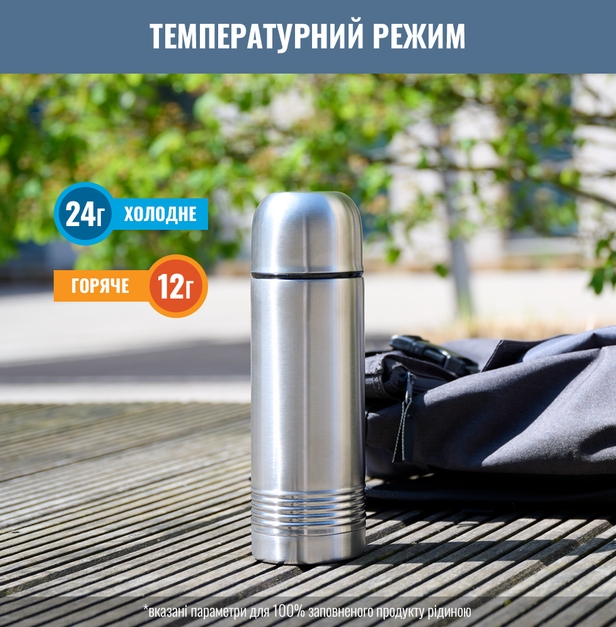 ТЕМПЕРАТУРНИЙ РЕЖИМ
24г ХОЛОДНЕ
ГОРЯЧЕ 12г
*вказані параметри для 100% заповненого продукту рідиною